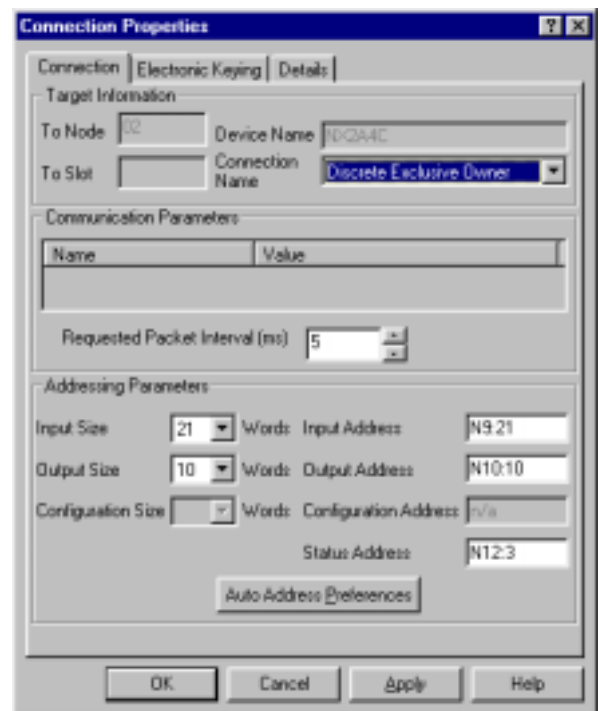 Connection Properties
Connection Electronic Keying Details
Target Information
To Node 02 Device Name
To Slot Connection Name Discrete Exclusive Owner
Communication Parameters
Name Value
Requested Packet Interval (ms) 5
Addressing Parameters
Input Size 21 Words Input Address N9:21
Output Size 10 Words Output Address N10:10
Configuration Size Words Configuration Address n/a
Status Address N12:3
Auto Address Preferences
OK Cancel Apply Help